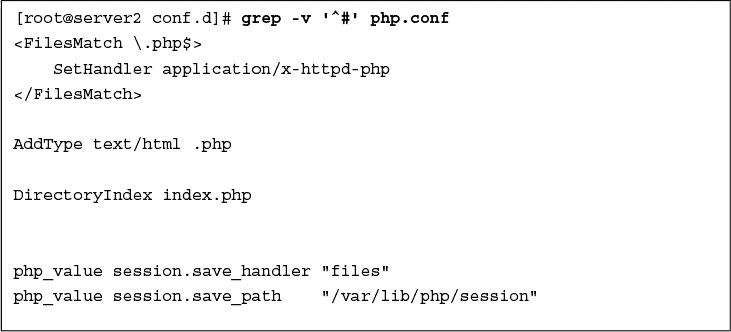 [root@server2 conf.d]# grep -v '^#' php.conf
<FilesMatch \.php$>
    SetHandler application/x-httpd-php
</FilesMatch>

AddType text/html .php

DirectoryIndex index.php


php_value session.save_handler "files"
php_value session.save_path    "/var/lib/php/session"